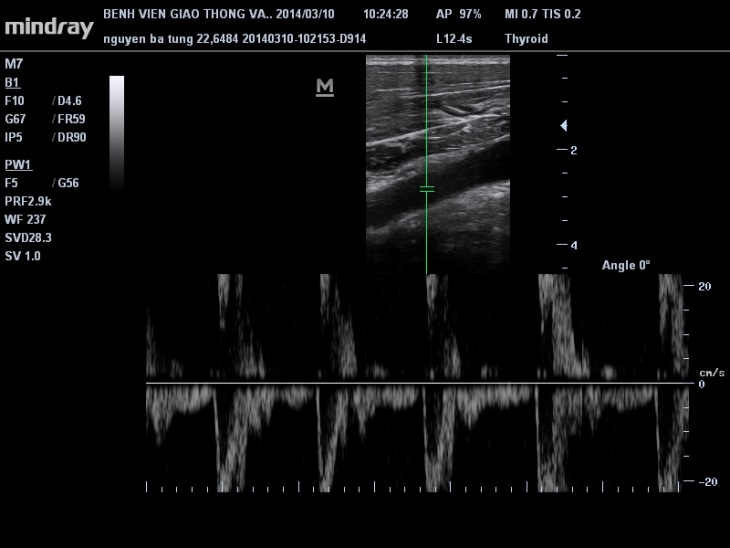 mindray
BENH VIEN GIAO THONG VA.. 2014/03/10 10:24:28 AP 97% MI 0.7 TIS 0.2
nguyen ba tung 22,6484 20140310-102153-D914 L12-4s Thyroid
M7
B1
F10 / D4.6
G67 / FR59
IP5 / DR90
PW1
F5 / G56
PRF2.9k
WF 237
SVD28.3
SV 1.0
M
2
4
Angle 0°
20
cm/s
0
-20